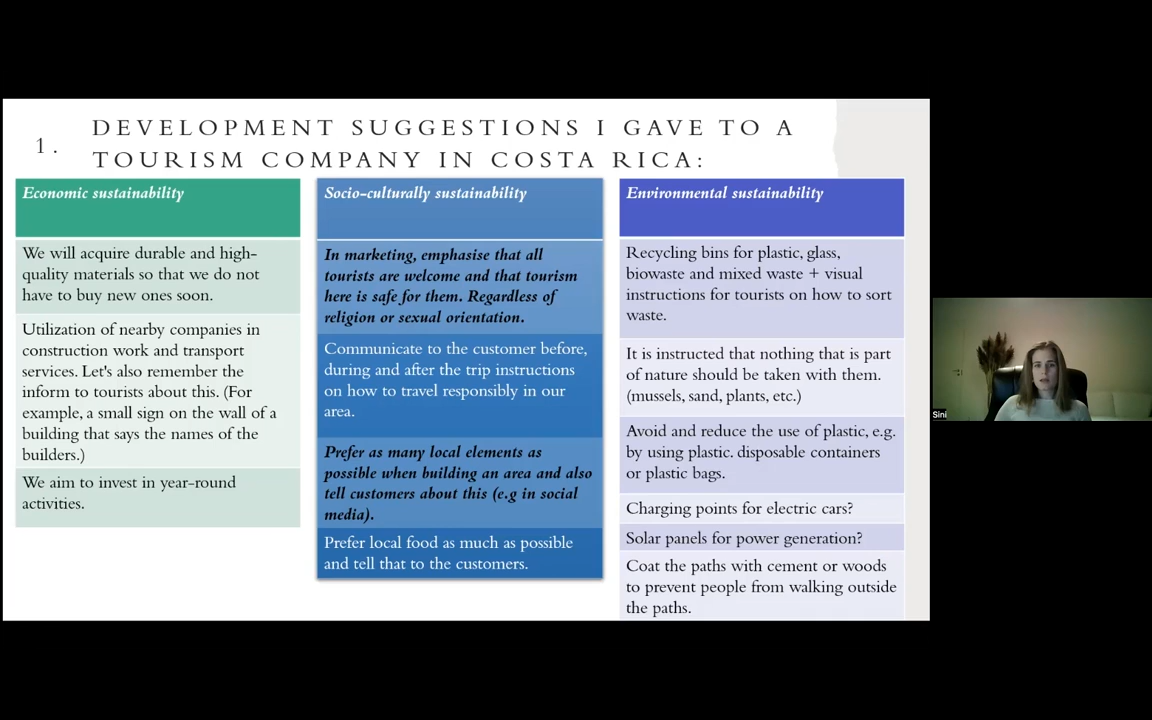 1.
DEVELOPMENT SUGGESTIONS I GAVE TO A
TOURISM COMPANY IN COSTA RICA:
Economic sustainability
We will acquire durable and high-
quality materials so that we do not
have to buy new ones soon.
Utilization of nearby companies in
construction work and transport
services. Let's also remember the
inform to tourists about this. (For
example, a small sign on the wall of a
building that says the names of the
builders.)
We aim to invest in year-round
activities.
Socio-culturally sustainability
In marketing, emphasise that all
tourists are welcome and that tourism
here is safe for them. Regardless of
religion or sexual orientation.
Communicate to the customer before,
during and after the trip instructions
on how to travel responsibly in our
area.
Prefer as many local elements as
possible when building an area and also
tell customers about this (e.g in social
media).
Prefer local food as much as possible
and tell that to the customers.
Environmental sustainability
Recycling bins for plastic, glass,
biowaste and mixed waste + visual
instructions for tourists on how to sort
waste.
It is instructed that nothing that is part
of nature should be taken with them.
(mussels, sand, plants, etc.)
Avoid and reduce the use of plastic, e.g.
by using plastic. disposable containers
or plastic bags.
Charging points for electric cars?
Solar panels for power generation?
Coat the paths with cement or woods
to prevent people from walking outside
the paths.
Sini